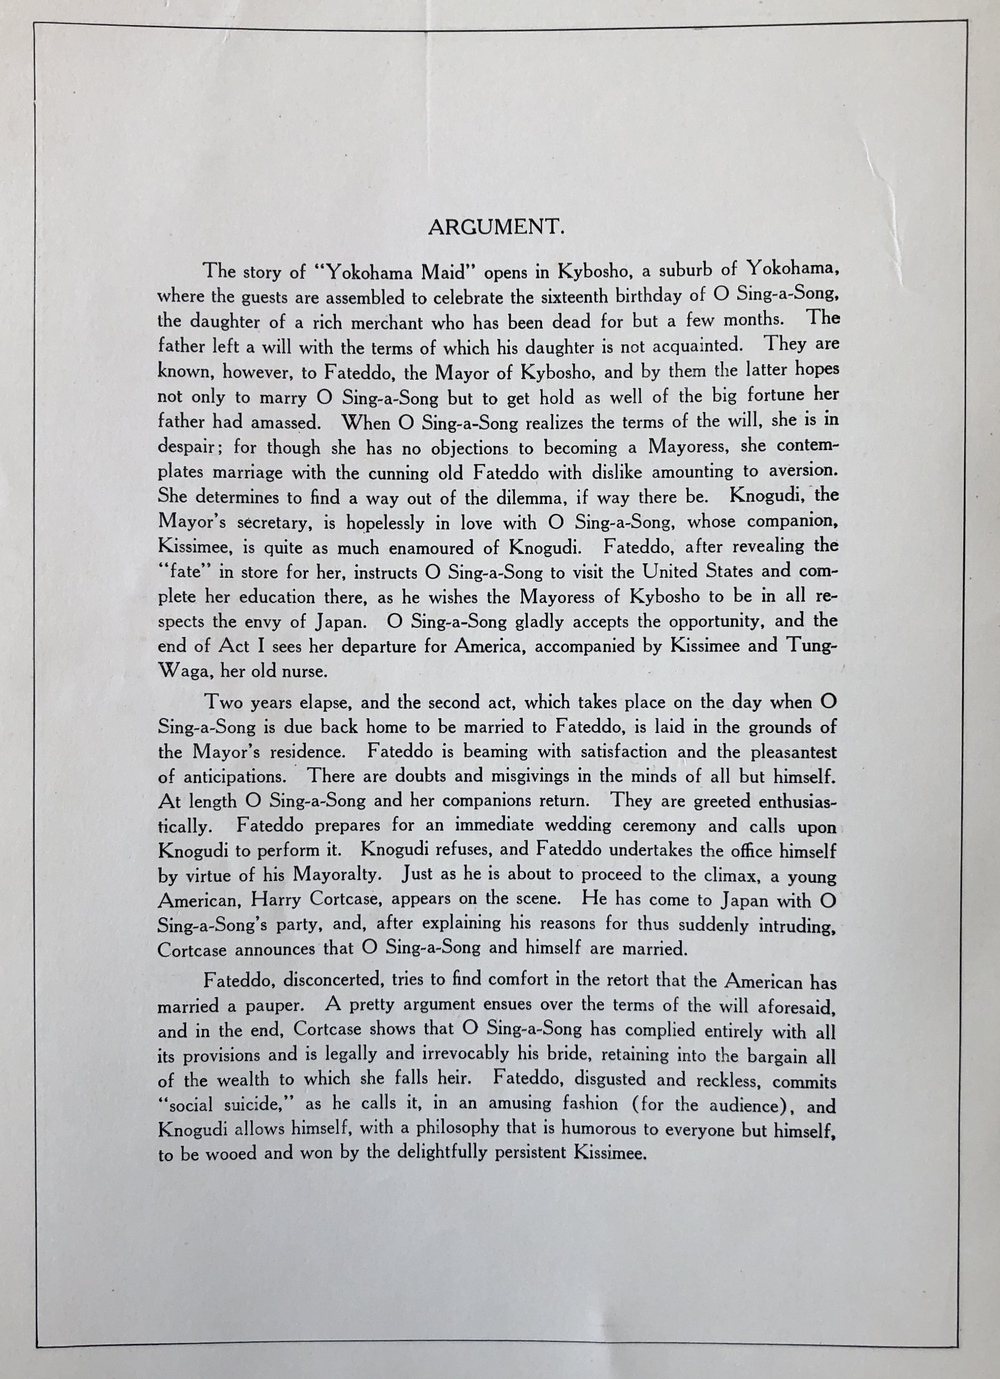 ARGUMENT.
The story of “Yokohama Maid” opens in Kybosho, a suburb of Yokohama,
where the guests are assembled to celebrate the sixteenth birthday of O Sing-a-Song,
the daughter of a rich merchant who has been dead for but a few months. The
father left a will with the terms of which his daughter is not acquainted. They are
known, however, to Fateddo, the Mayor of Kybosho, and by them the latter hopes
not only to marry O Sing-a-Song but to get hold as well of the big fortune her
father had amassed. When O Sing-a-Song realizes the terms of the will, she is in
despair; for though she has no objections to becoming a Mayoress, she contem-
plates marriage with the cunning old Fateddo with dislike amounting to aversion.
She determines to find a way out of the dilemma, if way there be. Knogudi, the
Mayor’s secretary, is hopelessly in love with O Sing-a-Song, whose companion,
Kissimee, is quite as much enamoured of Knogudi. Fateddo, after revealing the
“fate” in store for her, instructs O Sing-a-Song to visit the United States and com-
plete her education there, as he wishes the Mayoress of Kybosho to be in all re-
spects the envy of Japan. O Sing-a-Song gladly accepts the opportunity, and the
end of Act I sees her departure for America, accompanied by Kissimee and Tung-
Waga, her old nurse.
Two years elapse, and the second act, which takes place on the day when O
Sing-a-Song is due back home to be married to Fateddo, is laid in the grounds of
the Mayor’s residence. Fateddo is beaming with satisfaction and the pleasantest
of anticipations. There are doubts and misgivings in the minds of all but himself.
At length O Sing-a-Song and her companions return. They are greeted enthusias-
tically. Fateddo prepares for an immediate wedding ceremony and calls upon
Knogudi to perform it. Knogudi refuses, and Fateddo undertakes the office himself
by virtue of his Mayoralty. Just as he is about to proceed to the climax, a young
American, Harry Cortcase, appears on the scene. He has come to Japan with O
Sing-a-Song’s party, and, after explaining his reasons for thus suddenly intruding,
Cortcase announces that O Sing-a-Song and himself are married.
Fateddo, disconcerted, tries to find comfort in the retort that the American has
married a pauper. A pretty argument ensues over the terms of the will aforesaid,
and in the end, Cortcase shows that O Sing-a-Song has complied entirely with all
its provisions and is legally and irrevocably his bride, retaining into the bargain all
of the wealth to which she falls heir. Fateddo, disgusted and reckless, commits
“social suicide,” as he calls it, in an amusing fashion (for the audience), and
Knogudi allows himself, with a philosophy that is humorous to everyone but himself,
to be wooed and won by the delightfully persistent Kissimee.